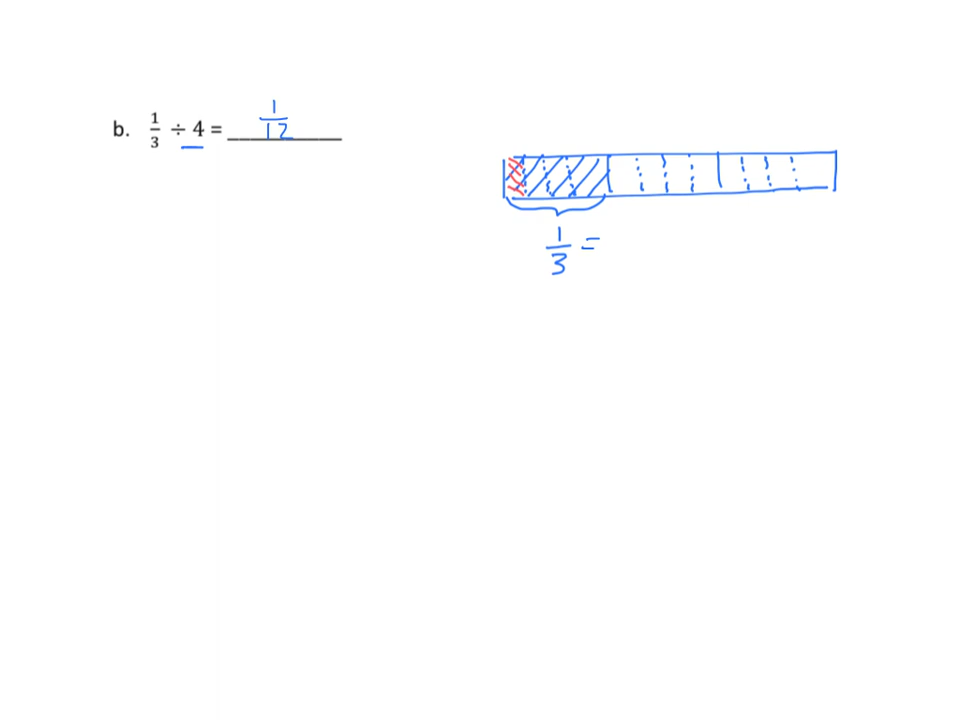 b. 1/3 ÷ 4 = 1/12
1/3 =